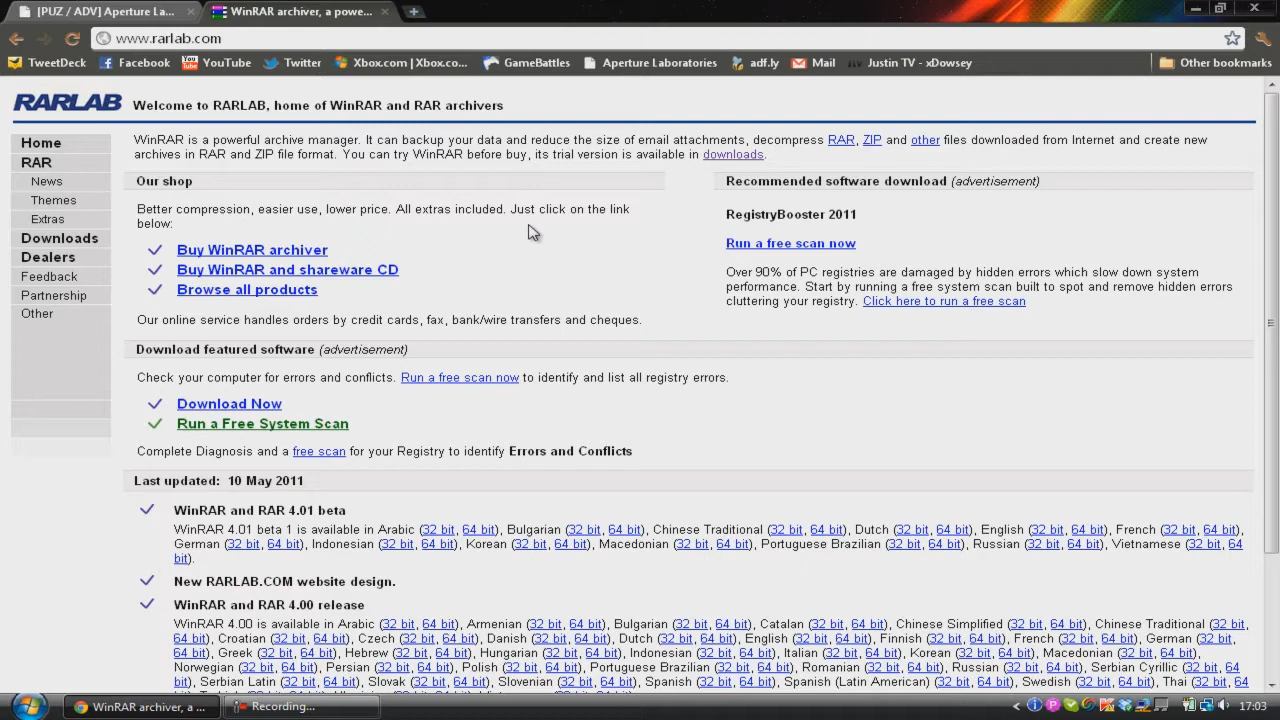 [PUZ / ADV] Aperture La...
WinRAR archiver, a powe...
www.rarlab.com
TweetDeck
Facebook
YouTube
Twitter
Xbox.com | Xbox.co...
GameBattles
Aperture Laboratories
adf.ly
Mail
Justin TV - xDowsey
Other bookmarks
RARLAB
Welcome to RARLAB, home of WinRAR and RAR archivers
Home
RAR
News
Themes
Extras
Downloads
Dealers
Feedback
Partnership
Other
WinRAR is a powerful archive manager. It can backup your data and reduce the size of email attachments, decompress RAR, ZIP and other files downloaded from Internet and create new
archives in RAR and ZIP file format. You can try WinRAR before buy, its trial version is available in downloads.
Our shop
Better compression, easier use, lower price. All extras included. Just click on the link
below:
Buy WinRAR archiver
Buy WinRAR and shareware CD
Browse all products
Our online service handles orders by credit cards, fax, bank/wire transfers and cheques.
Recommended software download (advertisement)
RegistryBooster 2011
Run a free scan now
Over 90% of PC registries are damaged by hidden errors which slow down system
performance. Start by running a free system scan built to spot and remove hidden errors
cluttering your registry. Click here to run a free scan
Download featured software (advertisement)
Check your computer for errors and conflicts. Run a free scan now to identify and list all registry errors.
Download Now
Run a Free System Scan
Complete Diagnosis and a free scan for your Registry to identify Errors and Conflicts
Last updated: 10 May 2011
WinRAR and RAR 4.01 beta
WinRAR 4.01 beta 1 is available in Arabic (32 bit, 64 bit), Bulgarian (32 bit, 64 bit), Chinese Traditional (32 bit, 64 bit), Dutch (32 bit, 64 bit), English (32 bit, 64 bit), French (32 bit, 64 bit),
German (32 bit, 64 bit), Indonesian (32 bit, 64 bit), Korean (32 bit, 64 bit), Macedonian (32 bit, 64 bit), Portuguese Brazilian (32 bit, 64 bit), Russian (32 bit, 64 bit), Vietnamese (32 bit, 64
bit).
New RARLAB.COM website design.
WinRAR and RAR 4.00 release
WinRAR 4.00 is available in Arabic (32 bit, 64 bit), Armenian (32 bit, 64 bit), Bulgarian (32 bit, 64 bit), Catalan (32 bit, 64 bit), Chinese Simplified (32 bit, 64 bit), Chinese Traditional (32 bit,
64 bit), Croatian (32 bit, 64 bit), Czech (32 bit, 64 bit), Danish (32 bit, 64 bit), Dutch (32 bit, 64 bit), English (32 bit, 64 bit), Finnish (32 bit, 64 bit), French (32 bit, 64 bit), German (32 bit,
64 bit), Greek (32 bit, 64 bit), Hebrew (32 bit, 64 bit), Hungarian (32 bit, 64 bit), Indonesian (32 bit, 64 bit), Italian (32 bit, 64 bit), Korean (32 bit, 64 bit), Macedonian (32 bit, 64 bit),
Norwegian (32 bit, 64 bit), Persian (32 bit, 64 bit), Polish (32 bit, 64 bit), Portuguese Brazilian (32 bit, 64 bit), Romanian (32 bit, 64 bit), Russian (32 bit, 64 bit), Serbian Cyrillic (32 bit, 64
bit), Serbian Latin (32 bit, 64 bit), Slovak (32 bit, 64 bit), Slovenian (32 bit, 64 bit), Spanish (32 bit, 64 bit), Spanish (Latin American) (32 bit, 64 bit), Swedish (32 bit, 64 bit), Thai (32 bit, 64
WinRAR archiver, a ...
Recording...
17:03